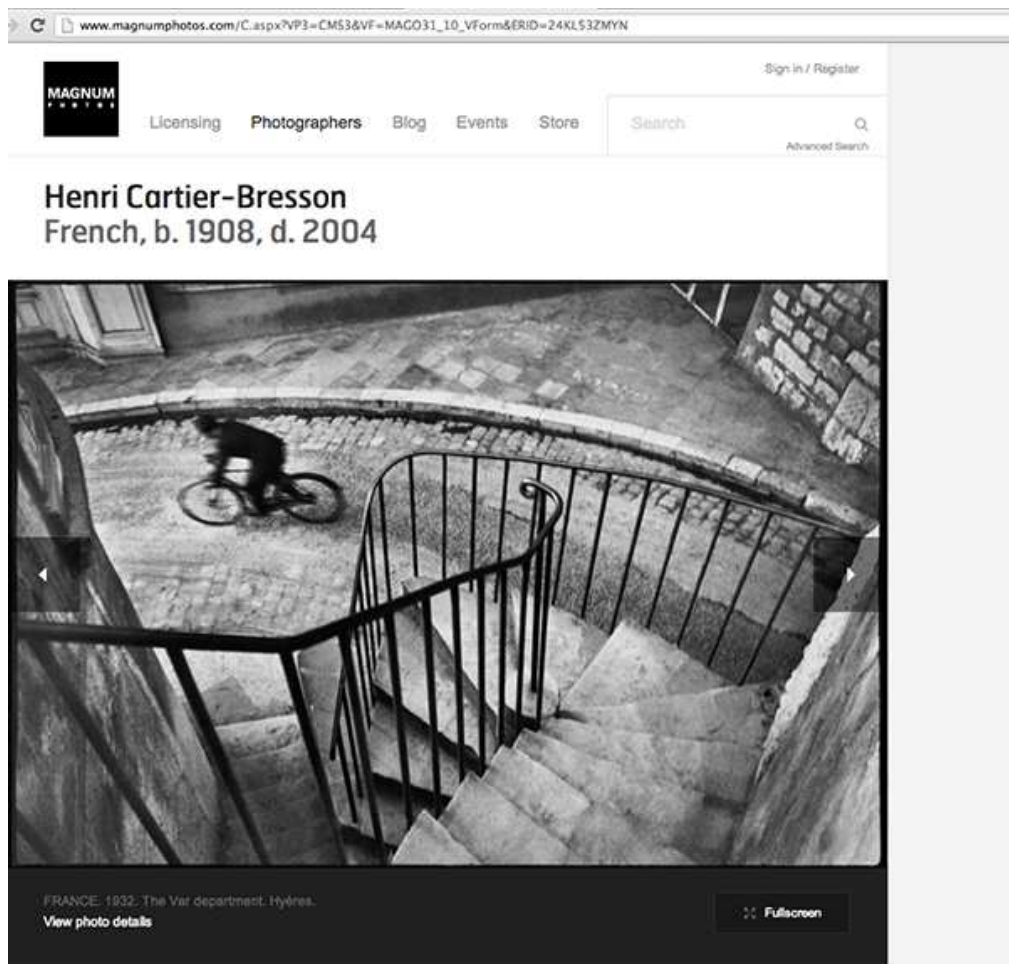 www.magnumphotos.com/C.aspx?VP3=CMS3&VF=MAGO31_10_VForm&ERID=24KL53ZMYN
Sign in / Register
MAGNUM
PHOTOS
Licensing Photographers Blog Events Store Search
Advanced Search
Henri Cartier-Bresson
French, b. 1908, d. 2004
FRANCE. 1932. The Var department. Hyères.
View photo details
Fullscreen